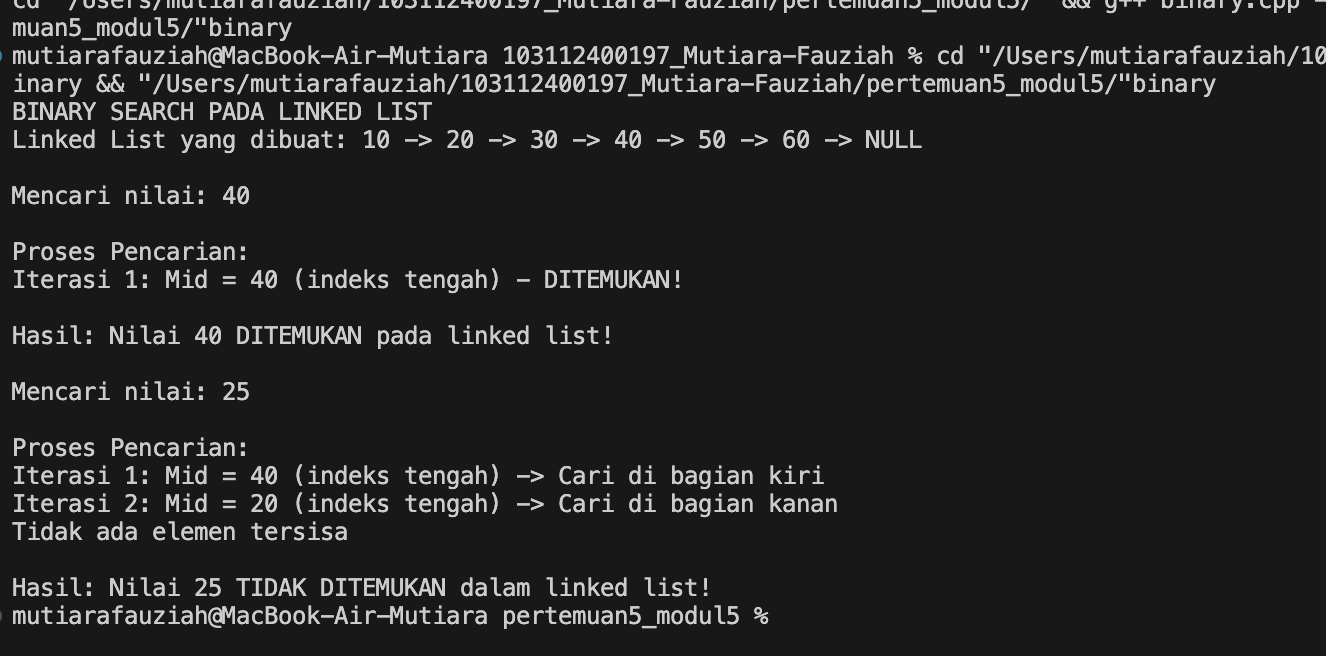 cd "/Users/mutiarafauziah/103112400197_Mutiara-Fauziah/pertemuan5_modul5/" && g++ binary.cpp -
muan5_modul5/"binary
mutiarafauziah@MacBook-Air-Mutiara 103112400197_Mutiara-Fauziah % cd "/Users/mutiarafauziah/10
inary && "/Users/mutiarafauziah/103112400197_Mutiara-Fauziah/pertemuan5_modul5/"binary
BINARY SEARCH PADA LINKED LIST
Linked List yang dibuat: 10 -> 20 -> 30 -> 40 -> 50 -> 60 -> NULL
Mencari nilai: 40
Proses Pencarian:
Iterasi 1: Mid = 40 (indeks tengah) - DITEMUKAN!
Hasil: Nilai 40 DITEMUKAN pada linked list!
Mencari nilai: 25
Proses Pencarian:
Iterasi 1: Mid = 40 (indeks tengah) -> Cari di bagian kiri
Iterasi 2: Mid = 20 (indeks tengah) -> Cari di bagian kanan
Tidak ada elemen tersisa
Hasil: Nilai 25 TIDAK DITEMUKAN dalam linked list!
mutiarafauziah@MacBook-Air-Mutiara pertemuan5_modul5 %